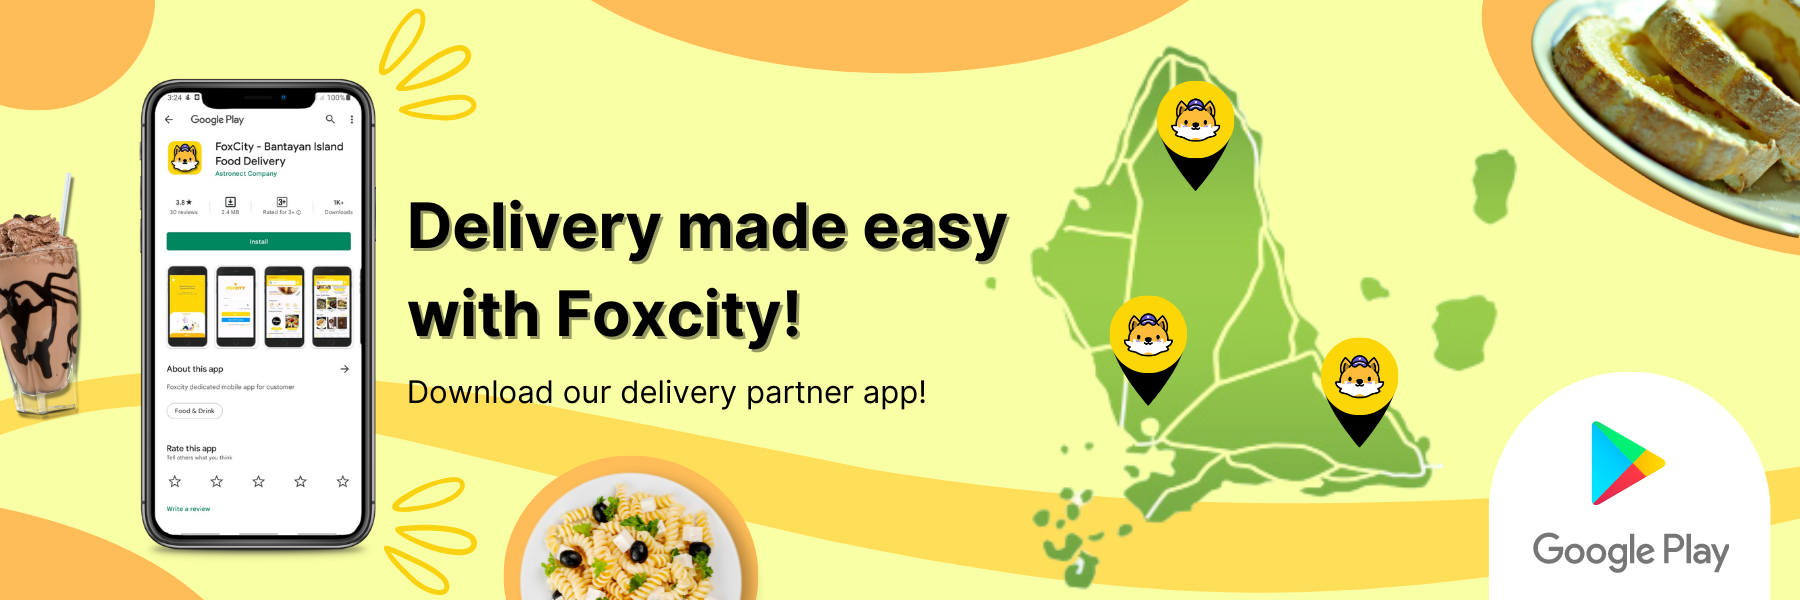 3:24
100%
Google Play
FoxCity - Bantayan Island
Food Delivery
Astronect Company
3.8★
3+
1K+
30 reviews
2.4 MB
Rated for 3+
Downloads
Install
About this app
Foxcity dedicated mobile app for customer
Food & Drink
Rate this app
Tell others what you think
Write a review
Delivery made easy
with Foxcity!
Download our delivery partner app!
Google Play